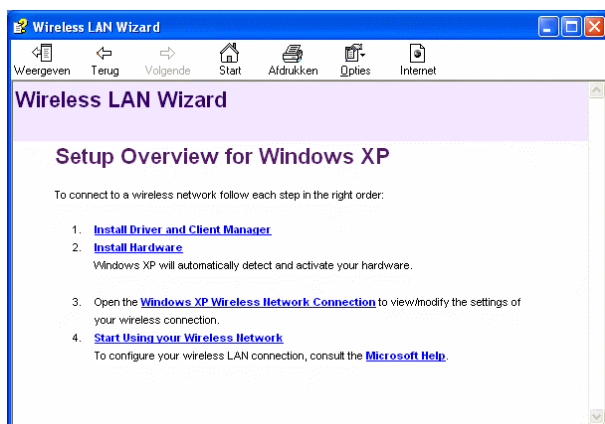 Wireless LAN Wizard
Weergeven Terug Volgende Start Afdrukken Opties Internet
Wireless LAN Wizard
Setup Overview for Windows XP
To connect to a wireless network follow each step in the right order:
1. Install Driver and Client Manager
2. Install Hardware
Windows XP will automatically detect and activate your hardware.
3. Open the Windows XP Wireless Network Connection to view/modify the settings of
your wireless connection.
4. Start Using your Wireless Network
To configure your wireless LAN connection, consult the Microsoft Help.